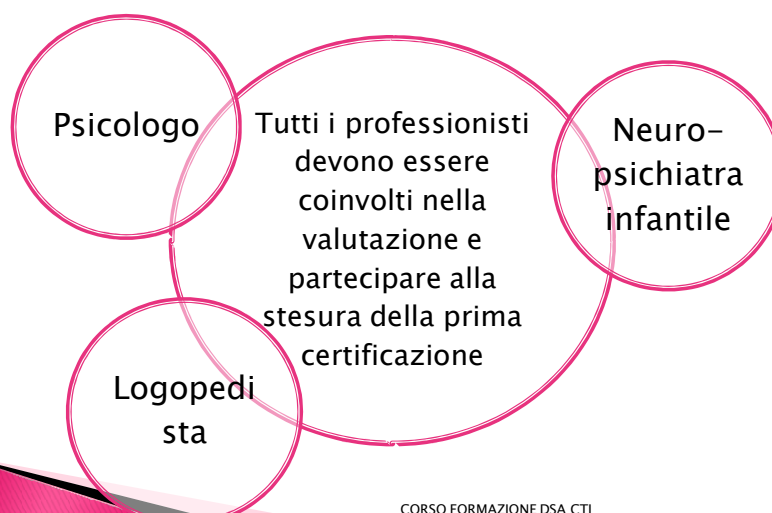 Psicologo
Tutti i professionisti
devono essere
coinvolti nella
valutazione e
partecipare alla
stesura della prima
certificazione
Neuro-
psichiatra
infantile
Logopedi
sta
CORSO FORMAZIONE DSA CTI